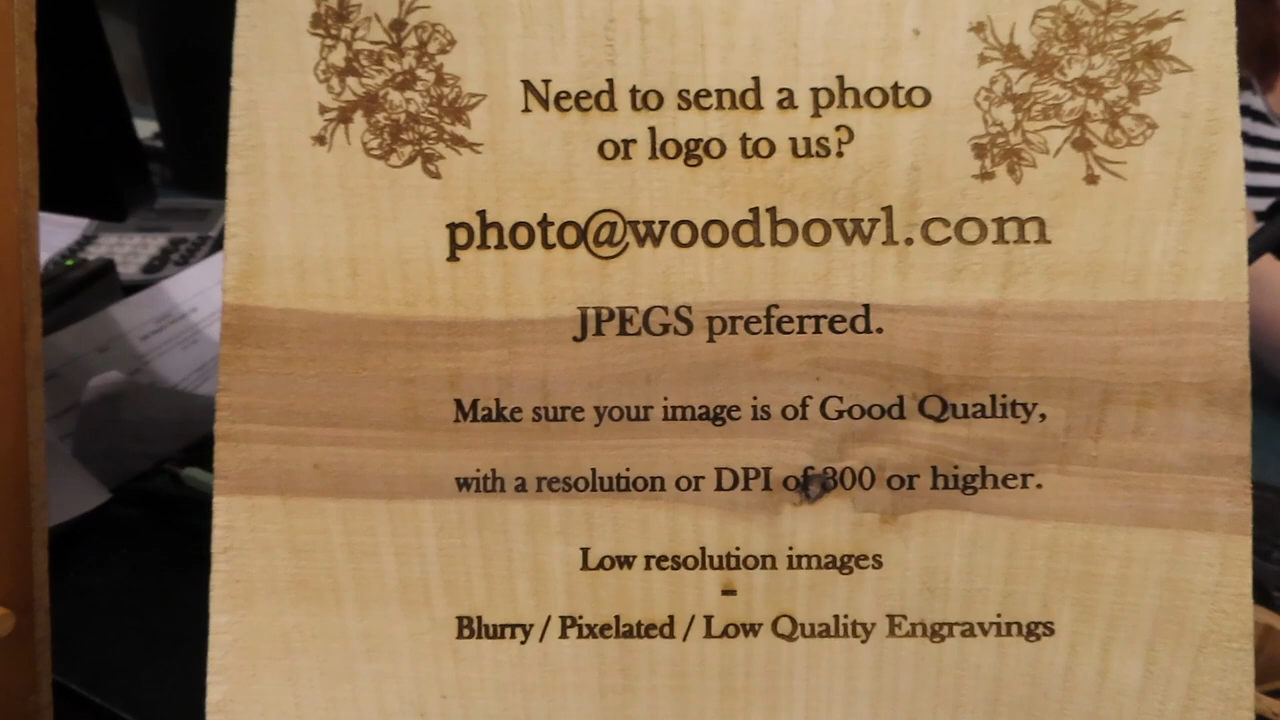 Need to send a photo
or logo to us?
photo@woodbowl.com
JPEGS preferred.
Make sure your image is of Good Quality,
with a resolution or DPI of 300 or higher.
Low resolution images
=
Blurry / Pixelated / Low Quality Engravings